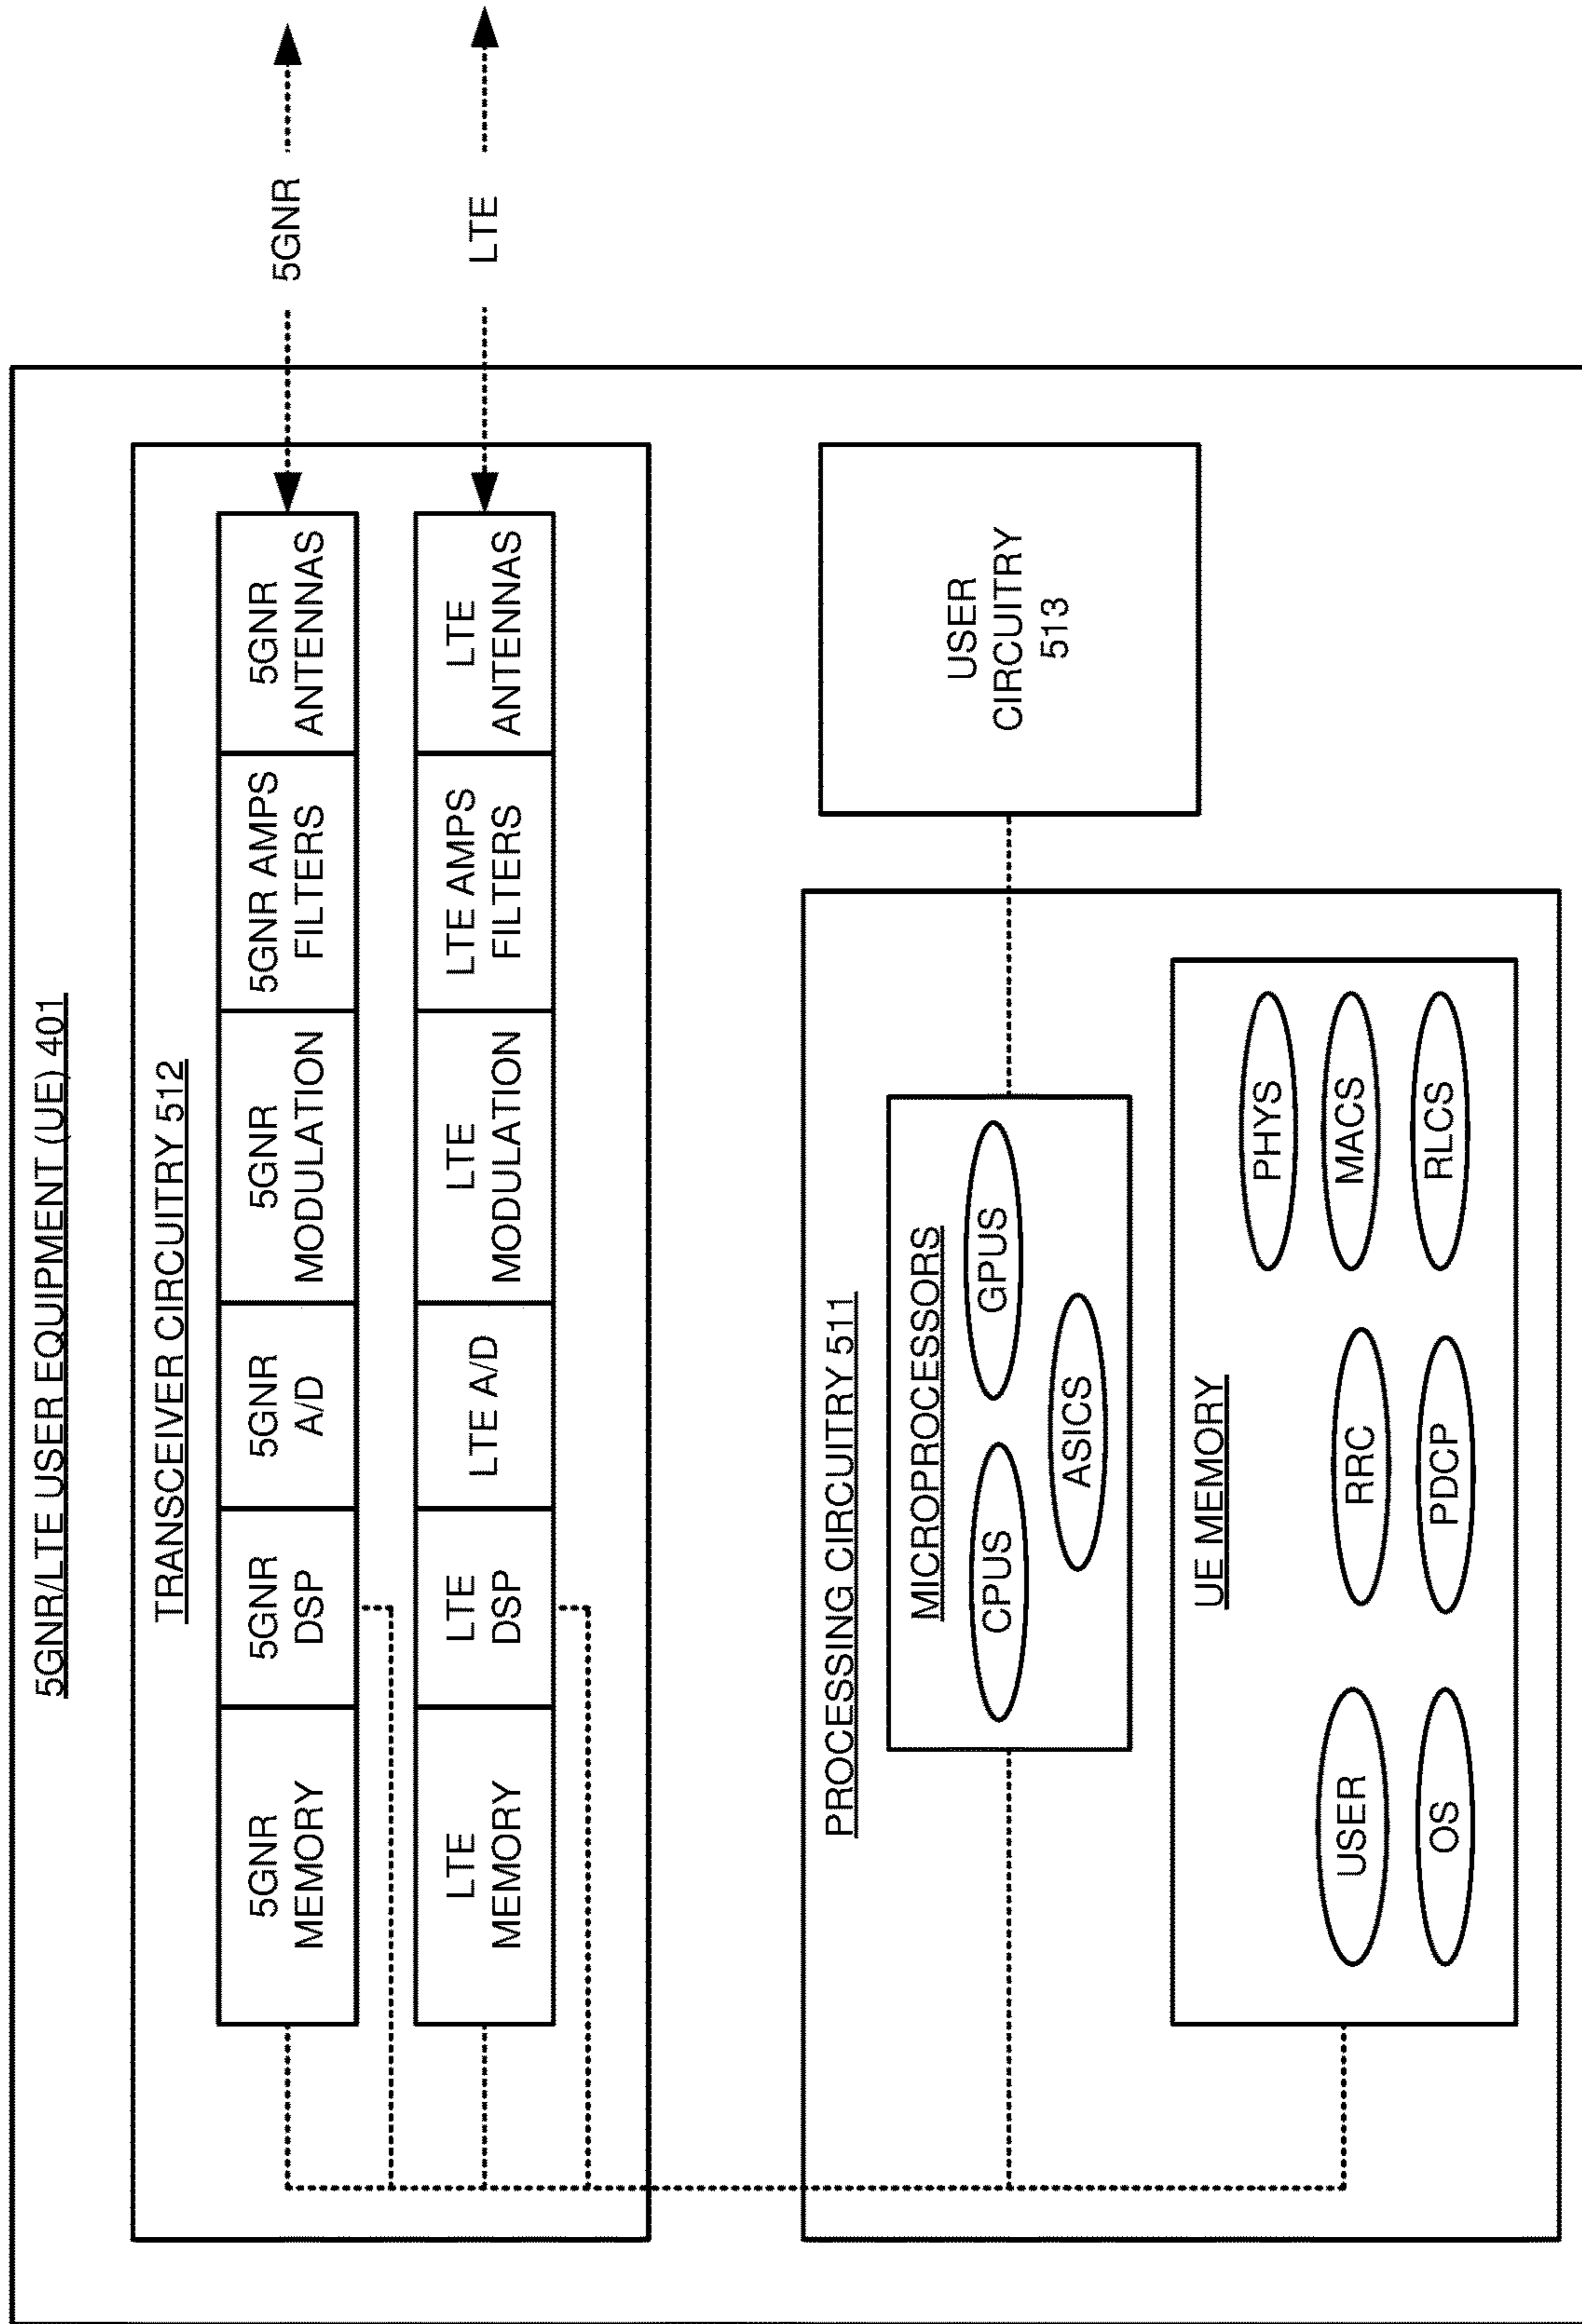 5GNR/LTE USER EQUIPMENT (UE) 401
TRANSCEIVER CIRCUITRY 512
5GNR
MEMORY
5GNR
DSP
5GNR
A/D
5GNR
MODULATION
5GNR AMPS
FILTERS
5GNR
ANTENNAS
5GNR
LTE
MEMORY
LTE
DSP
LTE A/D
LTE
MODULATION
LTE AMPS
FILTERS
LTE
ANTENNAS
LTE
PROCESSING CIRCUITRY 511
MICROPROCESSORS
CPUS
GPUS
ASICS
USER
CIRCUITRY
513
UE MEMORY
USER
OS
RRC
PDCP
PHYS
MACS
RLCS